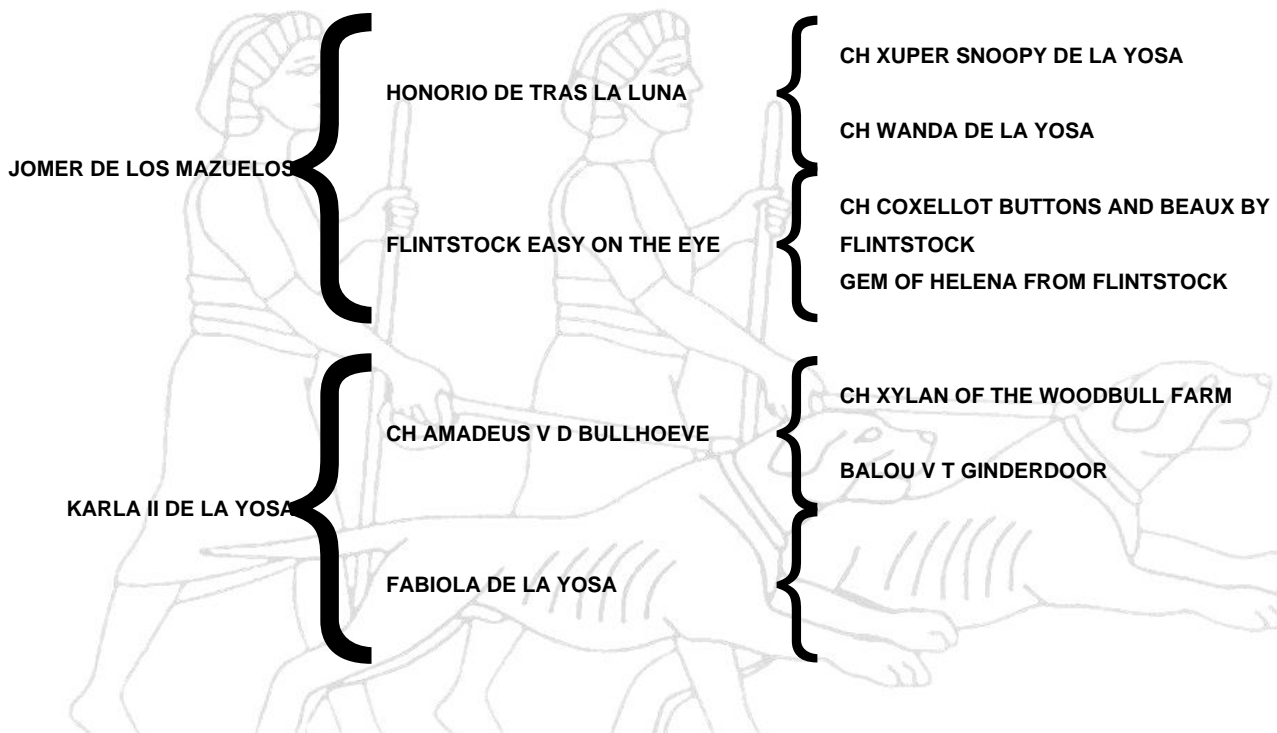 CH XUPER SNOOPY DE LA YOSA
HONORIO DE TRAS LA LUNA
CH WANDA DE LA YOSA
JOMER DE LOS MAZUELOS
CH COXELLOT BUTTONS AND BEAUX BY
FLINTSTOCK EASY ON THE EYE
FLINTSTOCK
GEM OF HELENA FROM FLINTSTOCK
CH XYLAN OF THE WOODBULL FARM
CH AMADEUS V D BULLHOEVE
BALOU V T GINDERDOOR
KARLA II DE LA YOSA
FABIOLA DE LA YOSA